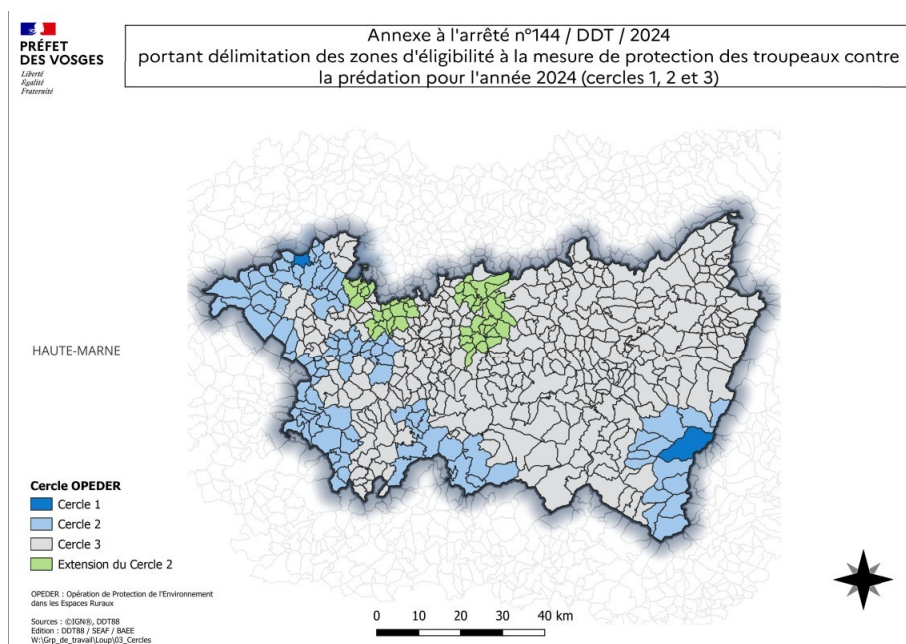 PRÉFET
DES VOSGES
Liberté
Égalité
Fraternité
Annexe à l'arrêté n°144 / DDT / 2024
portant délimitation des zones d'éligibilité à la mesure de protection des troupeaux contre
la prédation pour l'année 2024 (cercles 1, 2 et 3)
HAUTE-MARNE
Cercle OPEDER
Cercle 1
Cercle 2
Cercle 3
Extension du Cercle 2
OPEDER : Opération de Protection de l'Environnement
dans les Espaces Ruraux
Sources : ©IGN®, DDT88
Edition : DDT88 / SEAF / BAEE
W:\Grp_de_travail\Loup\03_Cercles
0 10 20 30 40 km